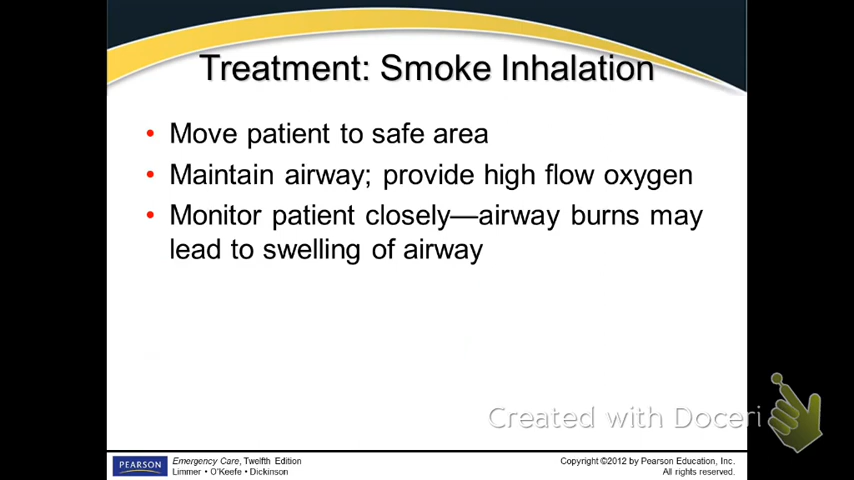 Treatment: Smoke Inhalation
• Move patient to safe area
• Maintain airway; provide high flow oxygen
• Monitor patient closely—airway burns may
lead to swelling of airway
Created with Doceri
PEARSON
Emergency Care, Twelfth Edition
Limmer • O'Keefe • Dickinson
Copyright ©2012 by Pearson Education, Inc.
All rights reserved.